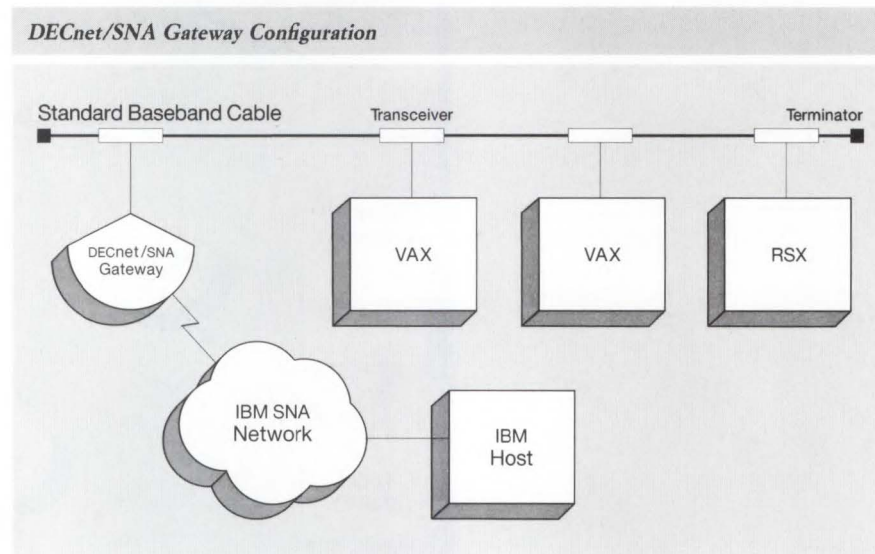 DECnet/SNA Gateway Configuration
Standard Baseband Cable
Transceiver
Terminator
DECnet/SNA
Gateway
VAX
VAX
RSX
IBM SNA
Network
IBM
Host